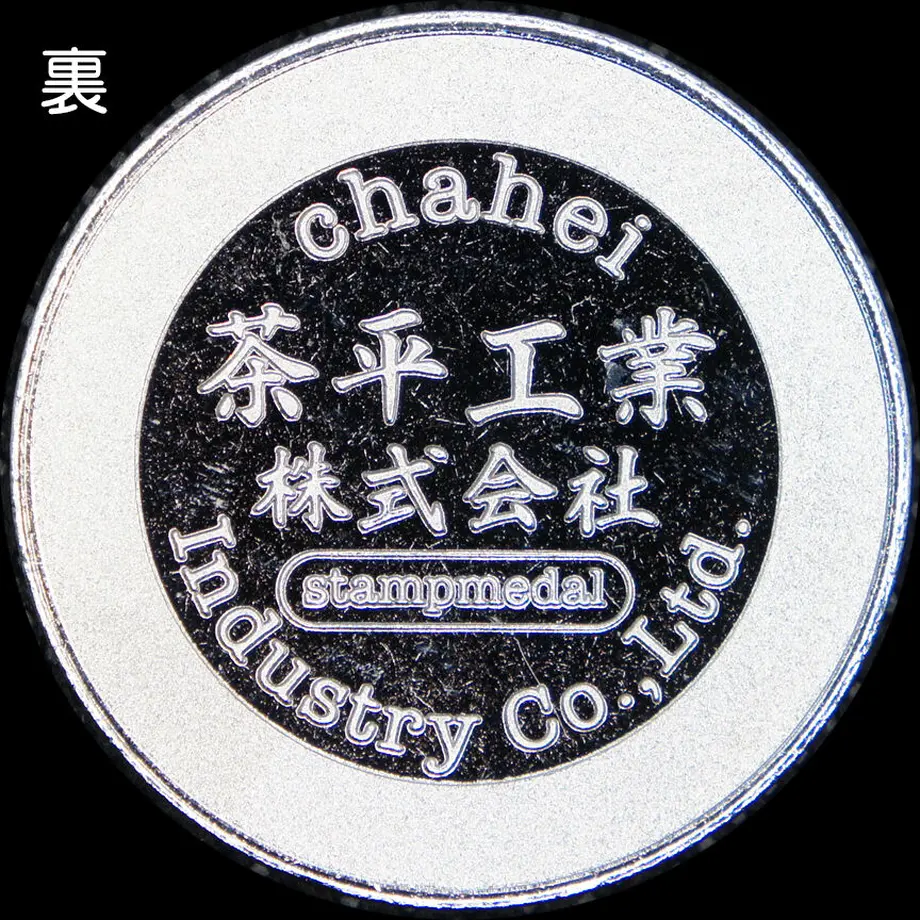 裏
chahei
茶平工業
株式会社
stampmedal
Industry Co.,Ltd.